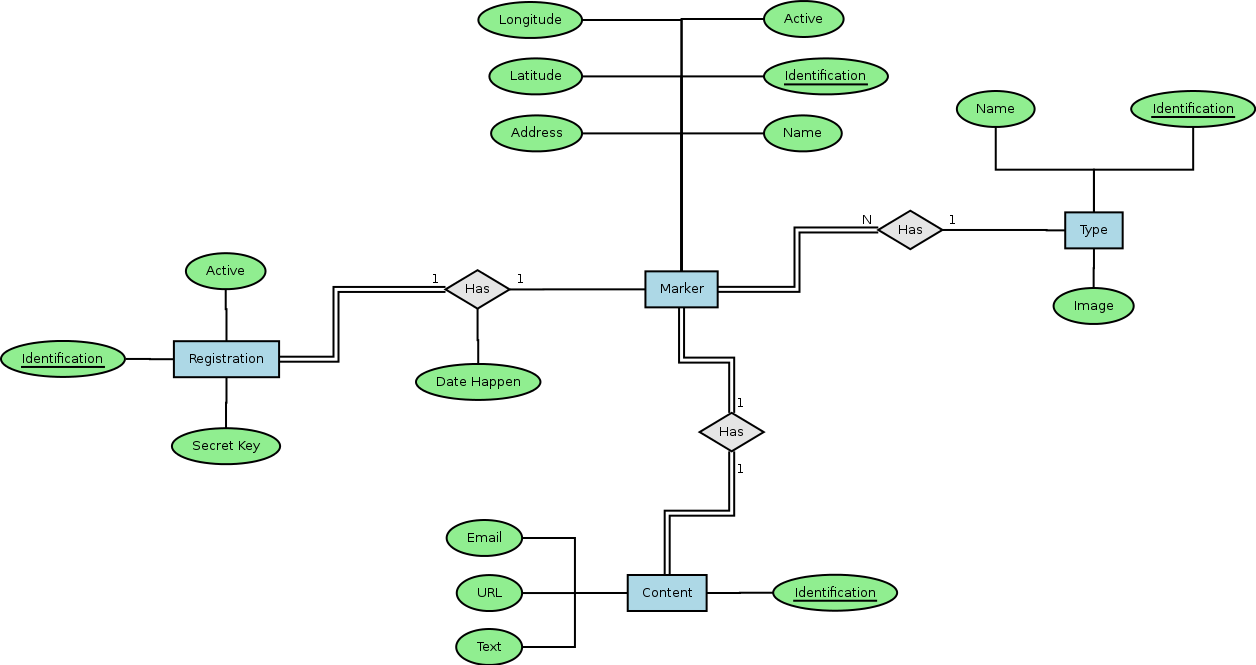 Longitude
Active
Latitude
Identification
Address
Name
Name
Identification
N
Has
1
Type
Active
1
Has
1
Marker
Image
Identification
Registration
Date Happen
1
Has
1
Secret Key
Email
URL
Content
Identification
Text